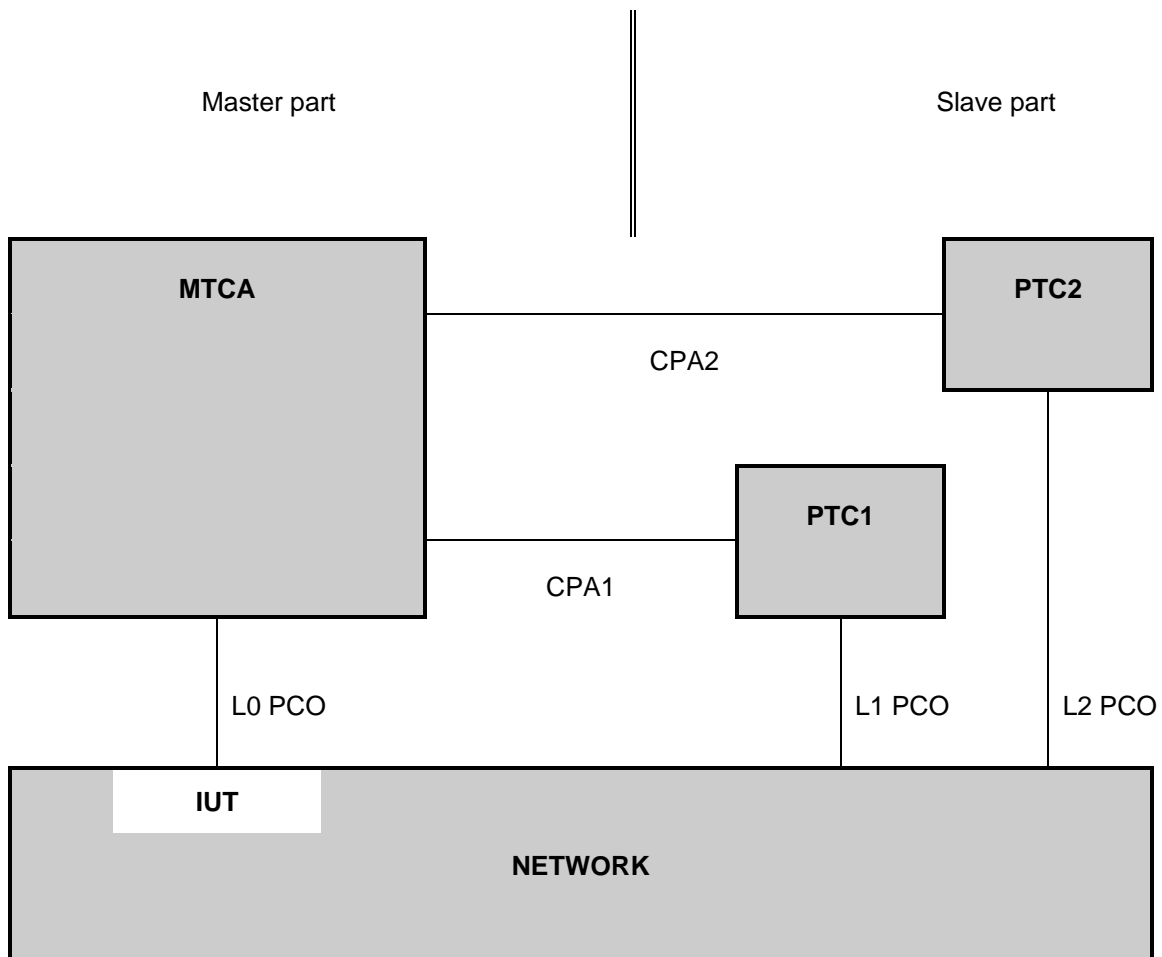 Master part
Slave part
MTCA
PTC2
CPA2
PTC1
CPA1
L0 PCO
L1 PCO
L2 PCO
IUT
NETWORK